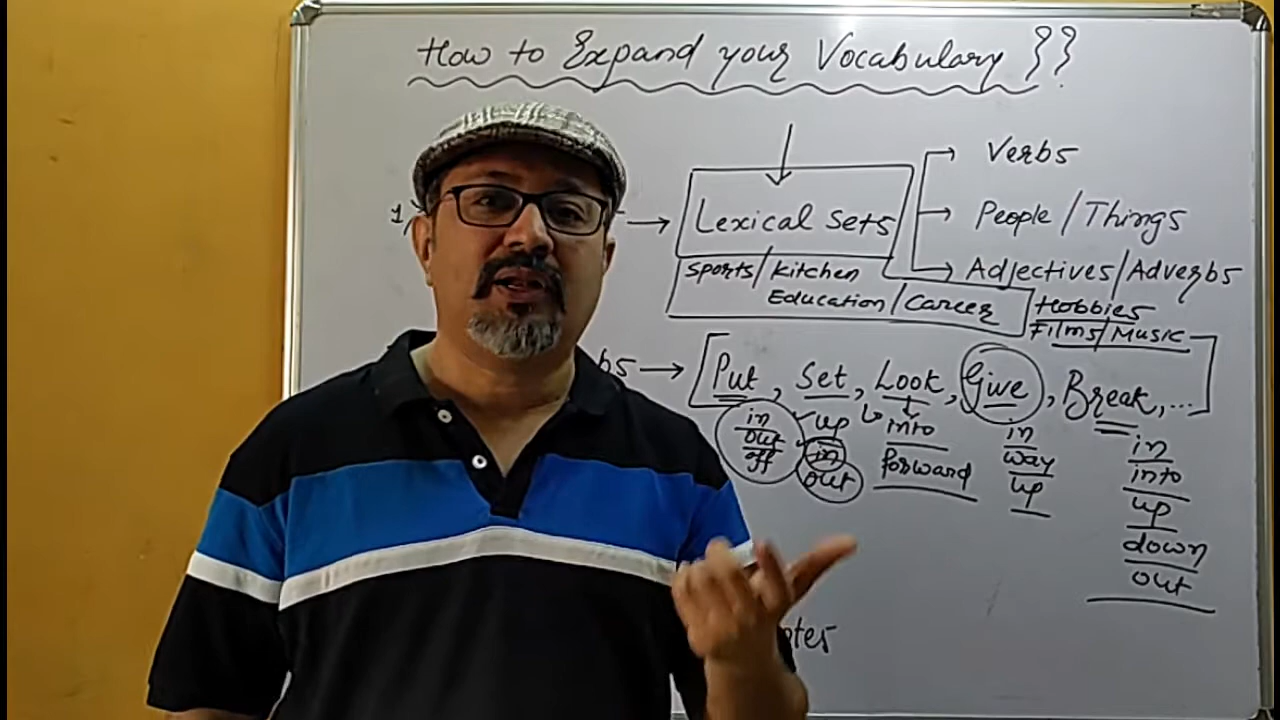 How to Expand your Vocabulary ??
Verbs
1
Lexical Sets
People / Things
Adjectives / Adverbs
Sports / Kitchen
Education / Career
Hobbies
Films / Music
Put , Set , Look , Give , Break , ...
in
out
off
up
in
out
into
forward
in
way
up
in
into
up
down
out